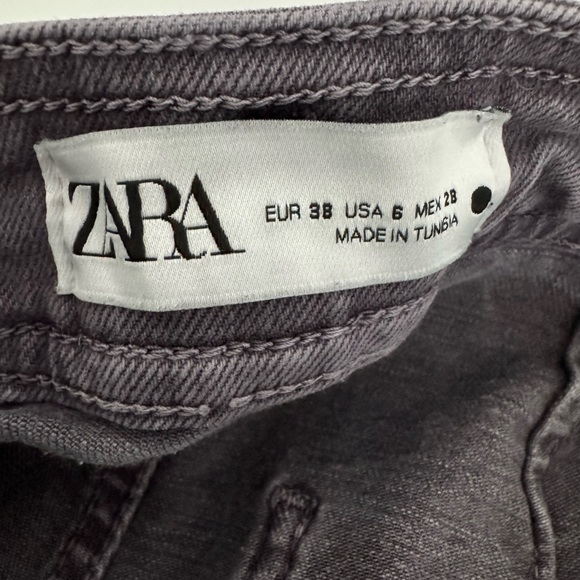 ZARA
EUR 38 USA 6 MEX 28
MADE IN TUNISIA